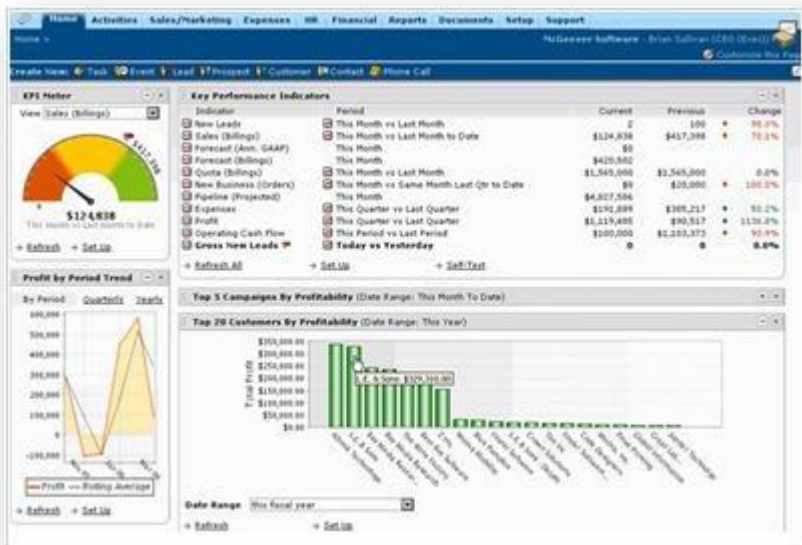 Home Activities Sales/Marketing Expenses HR Financial Reports Documents Setup Support
Home >
McGeever Software - Brian Sullivan (CEO (Exec))
Customize this Page
Create New: Task Event Lead Prospect Customer Contact Phone Call
KPI Meter
View Sales (Billings)
$417,398
0
$124,838
This Month vs Last Month to Date
Refresh Set Up
Key Performance Indicators
Indicator Period Current Previous Change
New Leads This Month vs Last Month 2 100 98.0%
Sales (Billings) This Month vs Last Month to Date $124,838 $417,398 70.1%
Forecast (Ann. GAAP) This Month $0
Forecast (Billings) This Month $420,502
Quota (Billings) This Month vs Last Month $1,565,000 $1,565,000 0.0%
New Business (Orders) This Month vs Same Month Last Qtr to Date $0 $20,000 100.0%
Pipeline (Projected) This Month $4,027,586
Expenses This Quarter vs Last Quarter $191,899 $385,217 50.2%
Profit This Quarter vs Last Quarter $1,119,685 $90,517
Operating Cash Flow This Period vs Last Period $100,000 $1,103,373 90.9%
Gross New Leads Today vs Yesterday 0 0 0.0%
Refresh All Set Up Self-Test
Profit by Period Trend
By Period Quarterly Yearly
600,000
500,000
400,000
300,000
200,000
100,000
0
-100,000
Profit Rolling Average
Refresh Set Up
Top 5 Campaigns By Profitability (Date Range: This Month To Date)
Top 20 Customers By Profitability (Date Range: This Year)
Total Profit
$350,000.00
$300,000.00
$250,000.00
$200,000.00
$150,000.00
$100,000.00
$50,000.00
$0.00
J.E. & Sons: $329,310.00
Date Range this fiscal year
Refresh Set Up